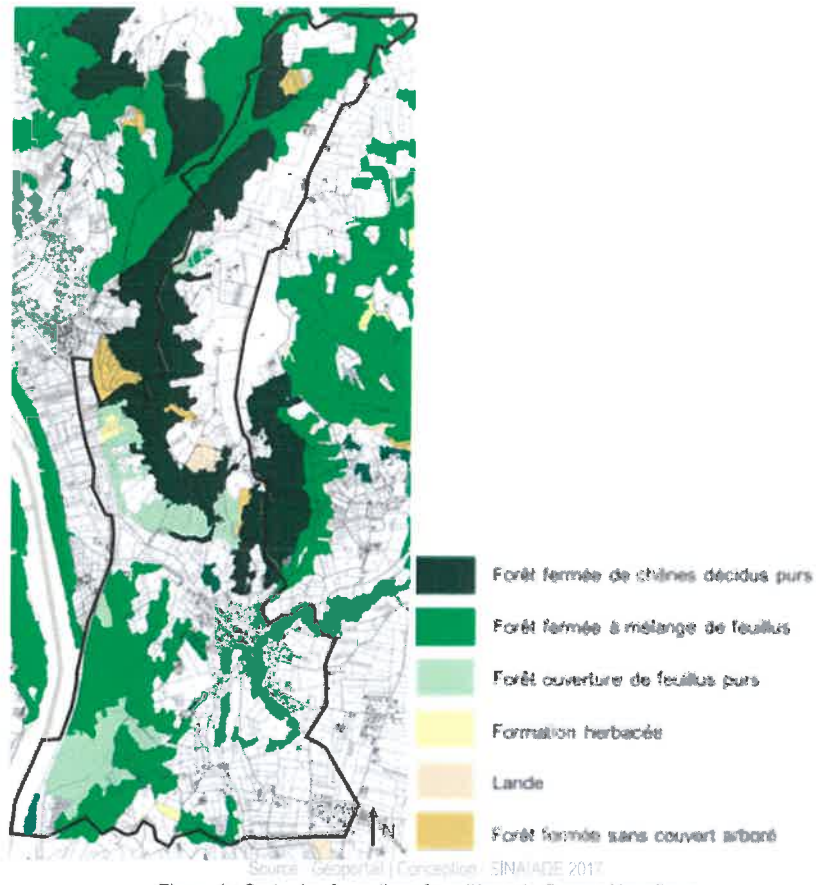 Forêt fermée de chênes décidus purs
Forêt fermée à mélange de feuillus
Forêt ouverture de feuillus purs
Formation herbacée
Lande
Forêt fermée sans couvert arboré
N
Source : Géoportail | Conception : SINAIADE 2017